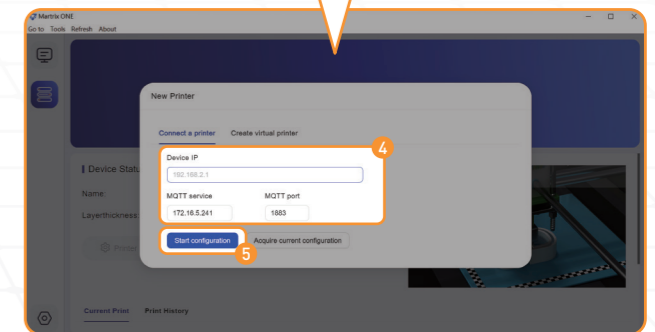 Martrix ONE
Go to Tools Refresh About
New Printer
Connect a printer Create virtual printer
4
Device IP
192.168.2.1
MQTT service MQTT port
172.16.5.241 1883
Start configuration Acquire current configuration
5
Device Statu
Name:
Layerthickness
Printer
Current Print Print History